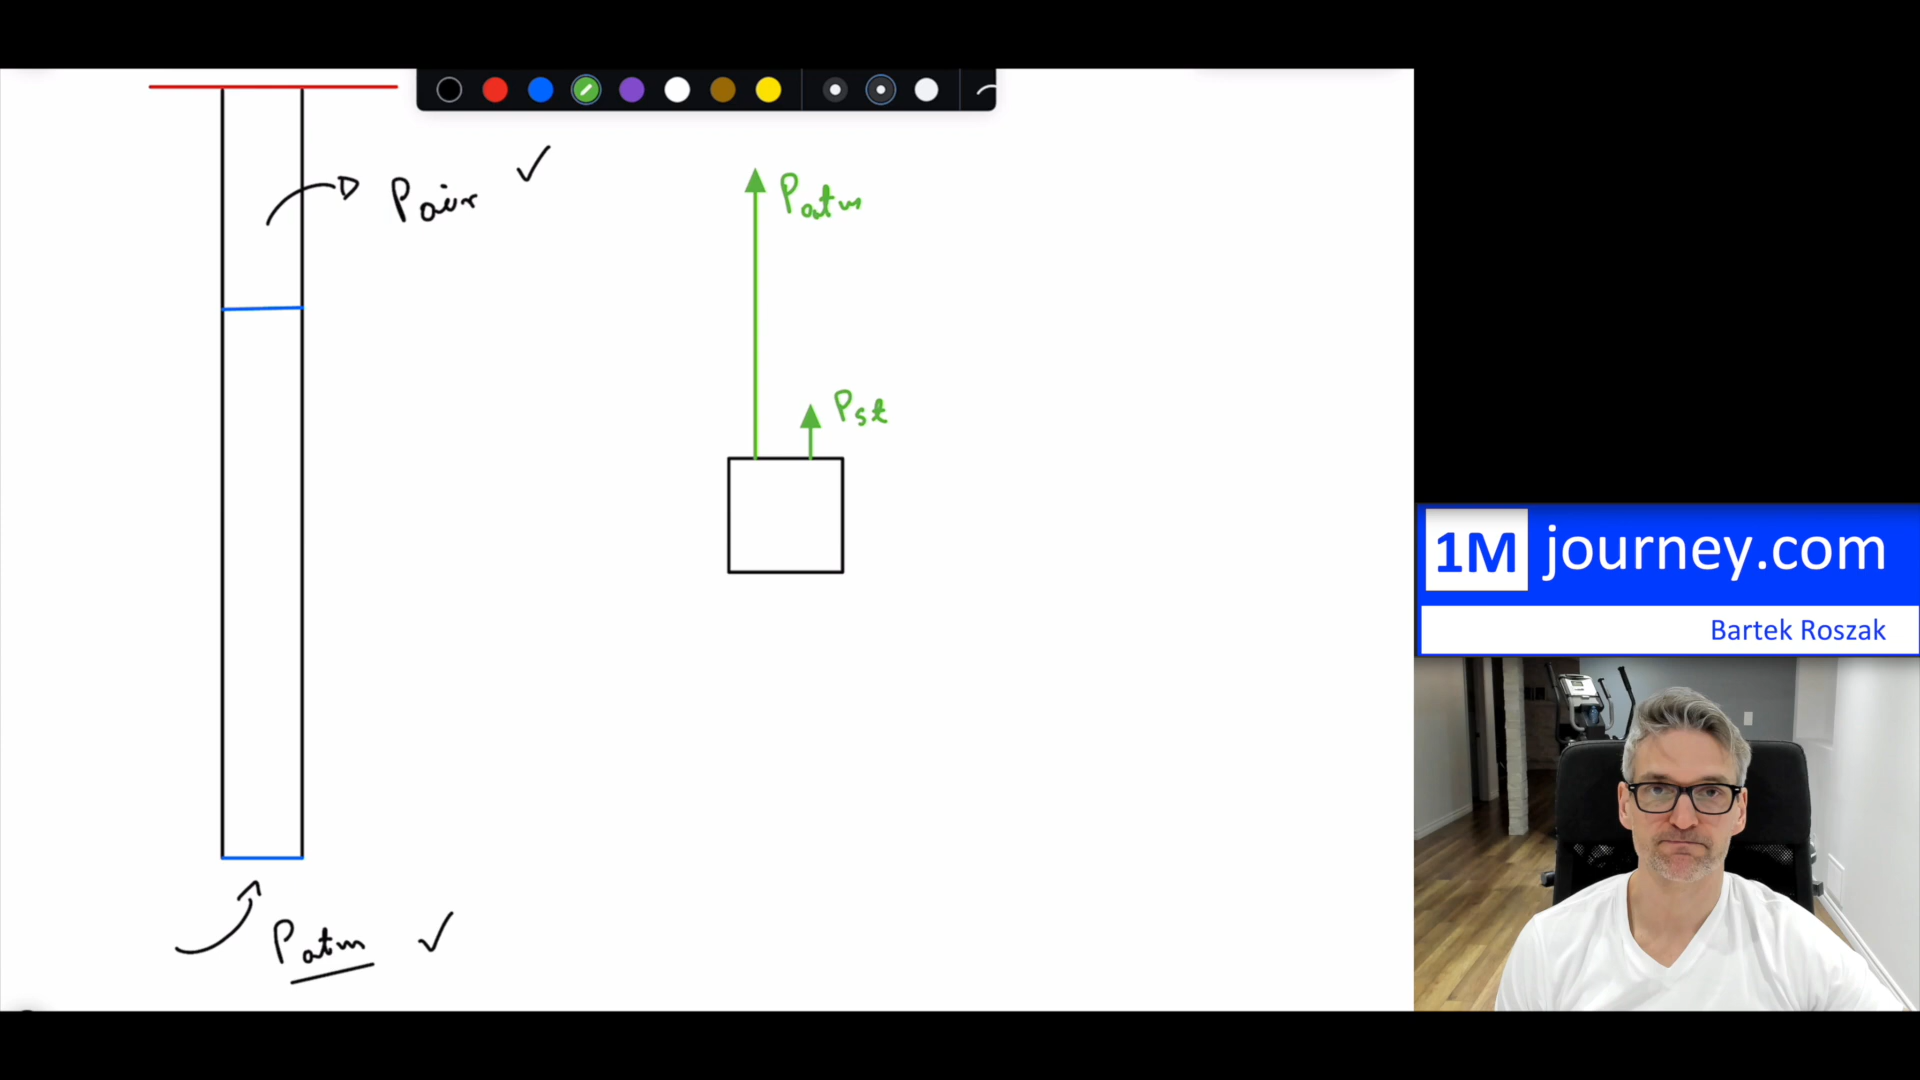 Pair ✓
Patm
Pst
Patm ✓
1M journey.com
Bartek Roszak